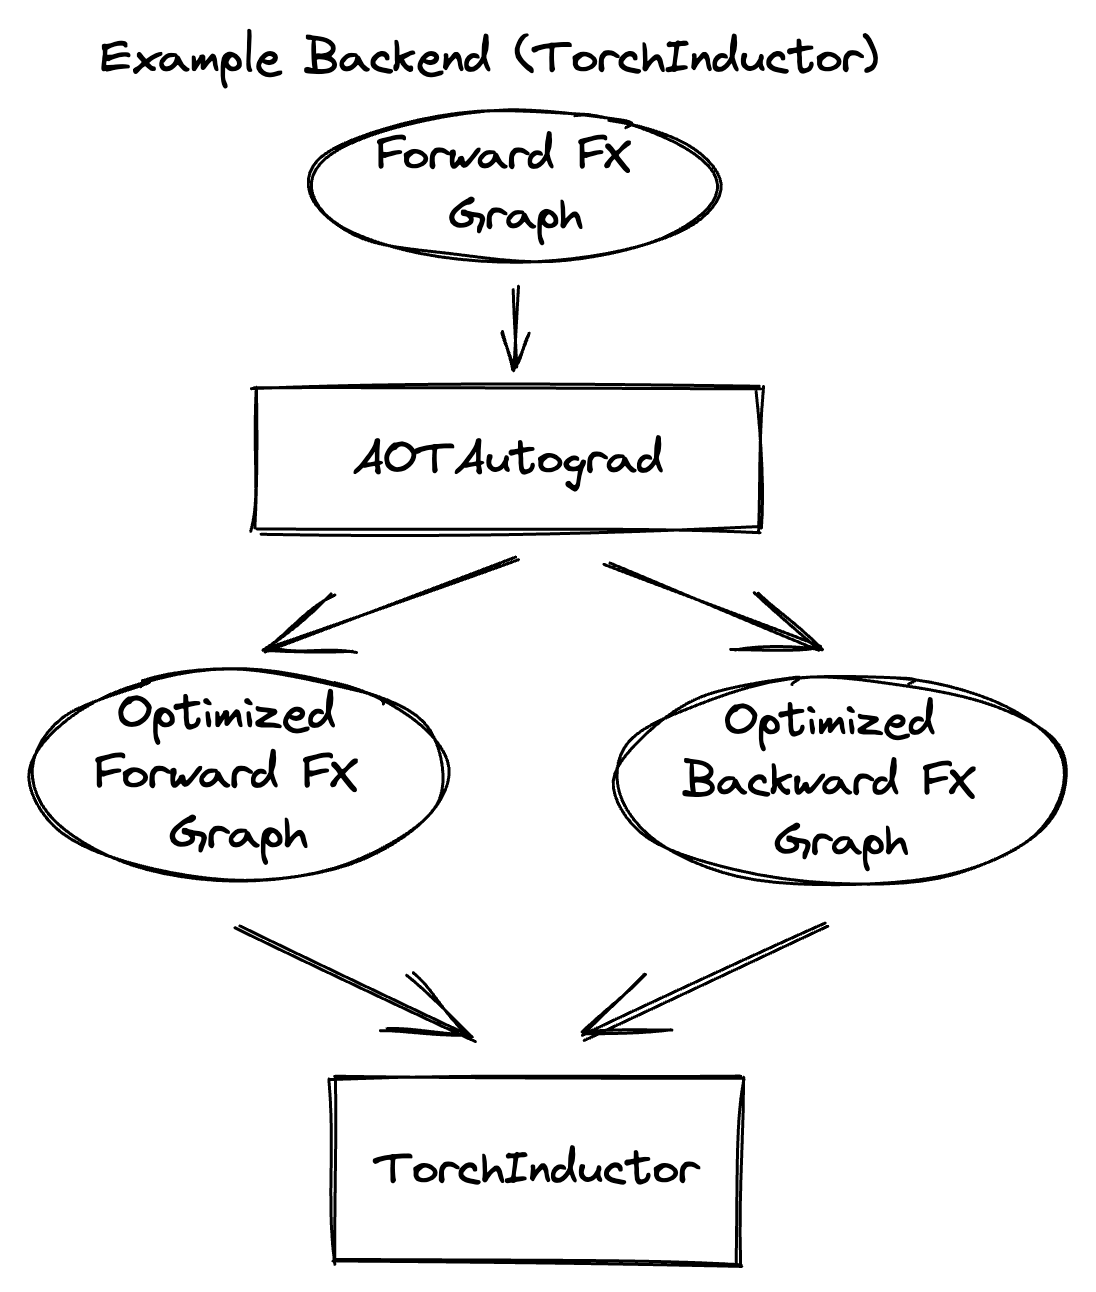 Example Backend (TorchInductor)
Forward FX
Graph
AOTAutograd
Optimized
Forward FX
Graph
Optimized
Backward FX
Graph
TorchInductor